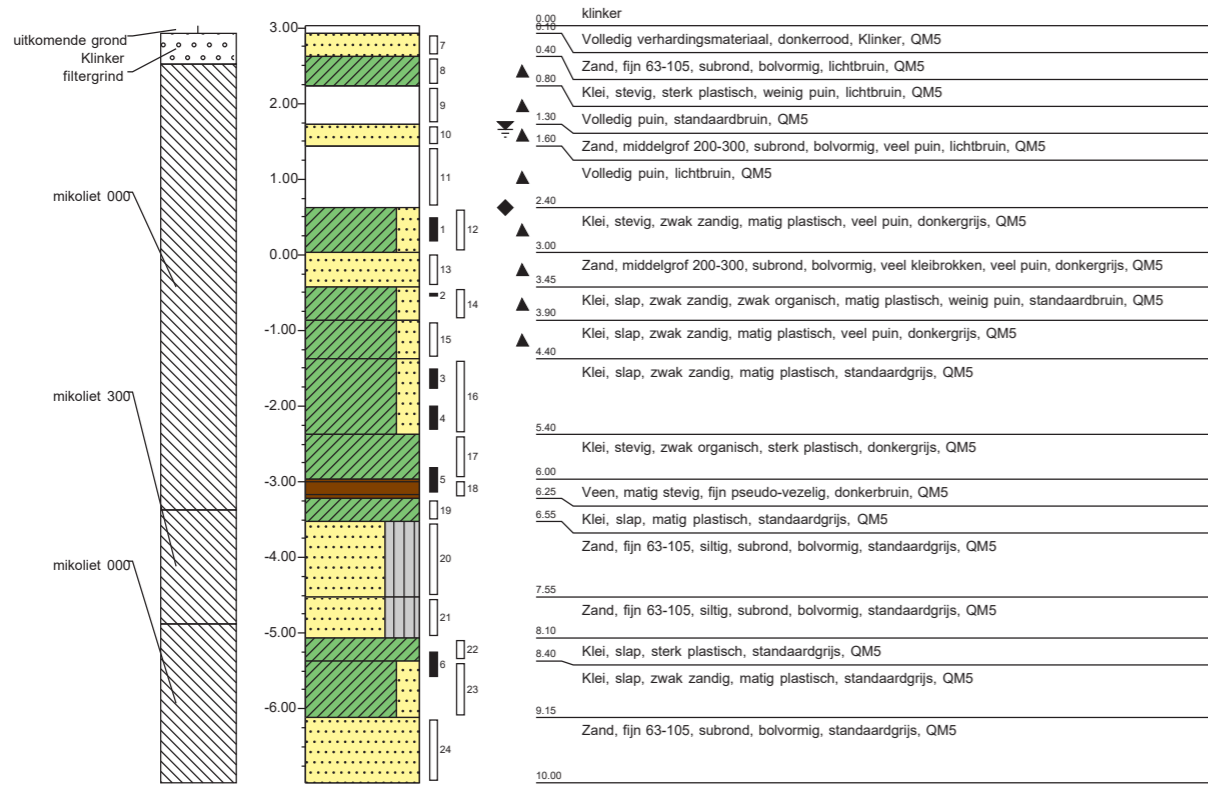 uitkomende grond
Klinker
filtergrind
mikoliet 000
mikoliet 300
mikoliet 000
3.00
2.00
1.00
0.00
-1.00
-2.00
-3.00
-4.00
-5.00
-6.00
7
8
9
10
11
1
12
13
2
14
15
3
16
4
17
5
18
19
20
21
22
6
23
24
klinker
0.00
0.10
Volledig verhardingsmateriaal, donkerrood, Klinker, QM5
0.40
Zand, fijn 63-105, subrond, bolvormig, lichtbruin, QM5
0.80
Klei, stevig, sterk plastisch, weinig puin, lichtbruin, QM5
1.30
Volledig puin, standaardbruin, QM5
1.60
Zand, middelgrof 200-300, subrond, bolvormig, veel puin, lichtbruin, QM5
Volledig puin, lichtbruin, QM5
2.40
Klei, stevig, zwak zandig, matig plastisch, veel puin, donkergrijs, QM5
3.00
Zand, middelgrof 200-300, subrond, bolvormig, veel kleibrokken, veel puin, donkergrijs, QM5
3.45
Klei, slap, zwak zandig, zwak organisch, matig plastisch, weinig puin, standaardbruin, QM5
3.90
Klei, slap, zwak zandig, matig plastisch, veel puin, donkergrijs, QM5
4.40
Klei, slap, zwak zandig, matig plastisch, standaardgrijs, QM5
5.40
Klei, stevig, zwak organisch, sterk plastisch, donkergrijs, QM5
6.00
Veen, matig stevig, fijn pseudo-vezelig, donkerbruin, QM5
6.25
Klei, slap, matig plastisch, standaardgrijs, QM5
6.55
Zand, fijn 63-105, siltig, subrond, bolvormig, standaardgrijs, QM5
7.55
Zand, fijn 63-105, siltig, subrond, bolvormig, standaardgrijs, QM5
8.10
Klei, slap, sterk plastisch, standaardgrijs, QM5
8.40
Klei, slap, zwak zandig, matig plastisch, standaardgrijs, QM5
9.15
Zand, fijn 63-105, subrond, bolvormig, standaardgrijs, QM5
10.00